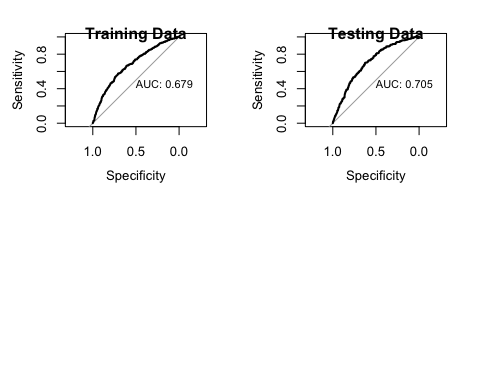 Training Data
Sensitivity
0.0 0.4 0.8
AUC: 0.679
1.0 0.5 0.0
Specificity
Testing Data
Sensitivity
0.0 0.4 0.8
AUC: 0.705
1.0 0.5 0.0
Specificity